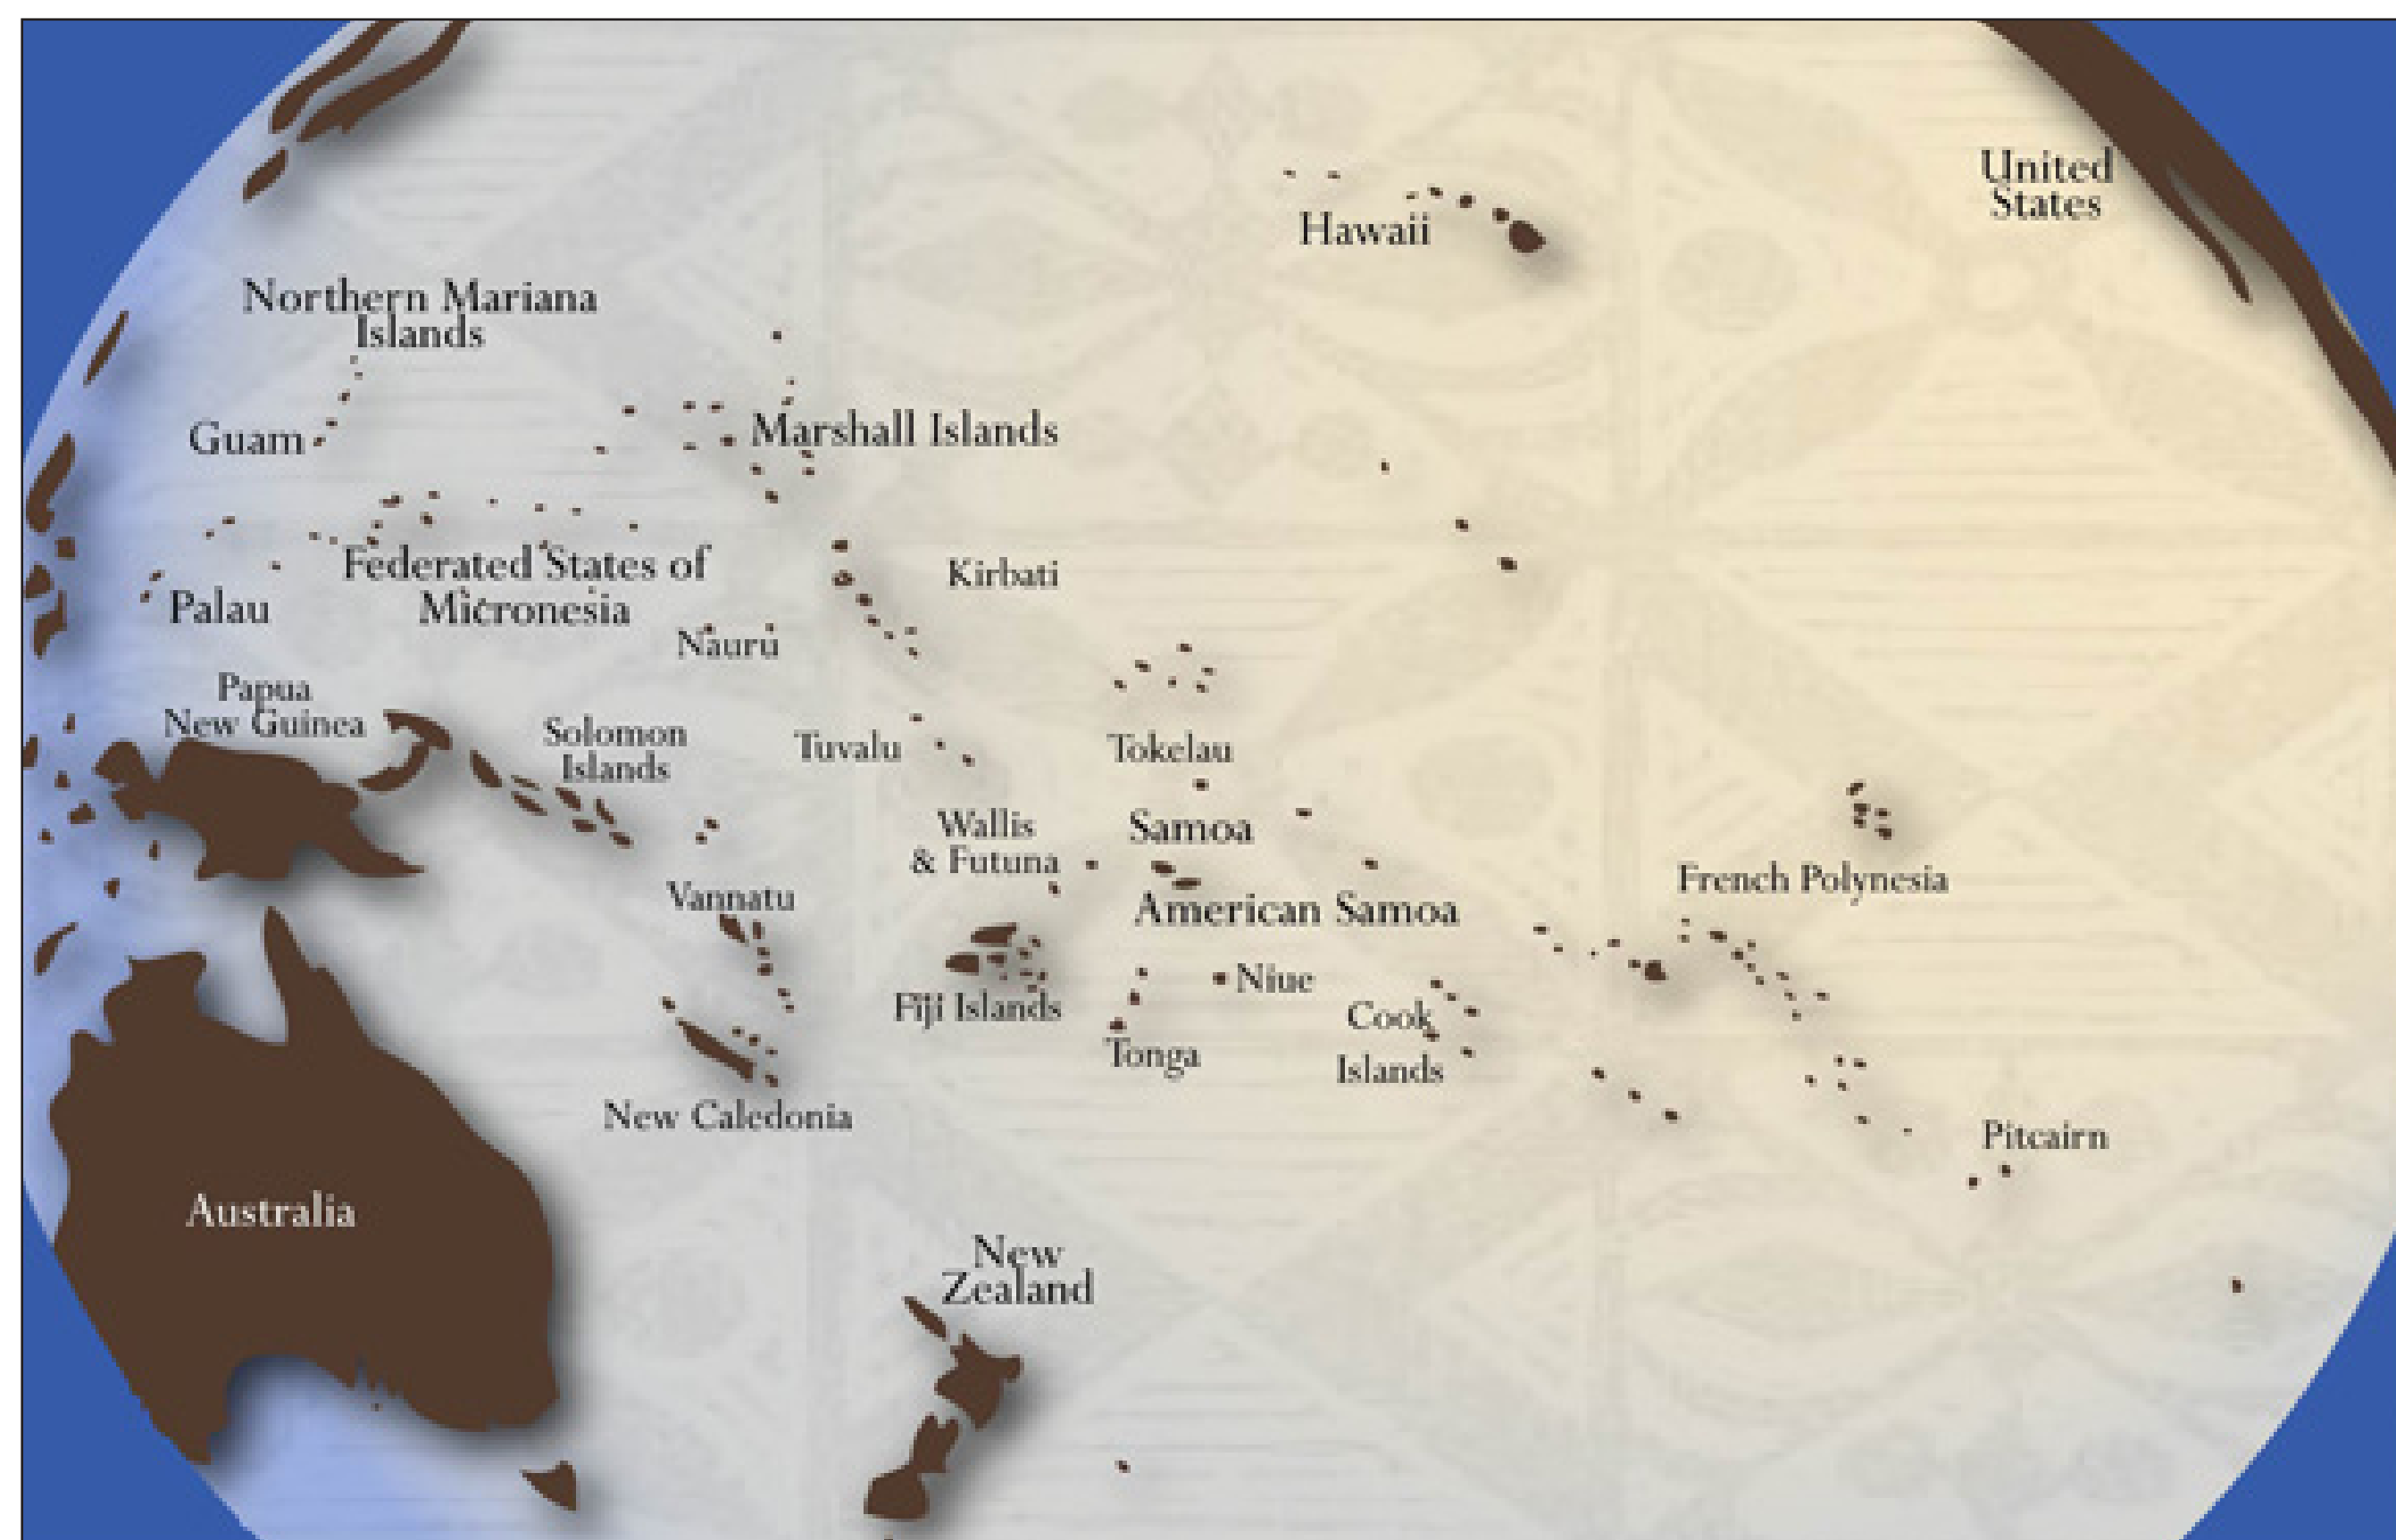 United
States
Hawaii
Northern Mariana
Islands
Guam
Marshall Islands
Federated States of
Micronesia
Kirbati
Palau
Nauru
Papua
New Guinea
Solomon
Islands
Tuvalu
Tokelau
Wallis
& Futuna
Samoa
Vannatu
French Polynesia
American Samoa
Niue
Fiji Islands
Cook
Islands
Tonga
New Caledonia
Pitcairn
Australia
New
Zealand